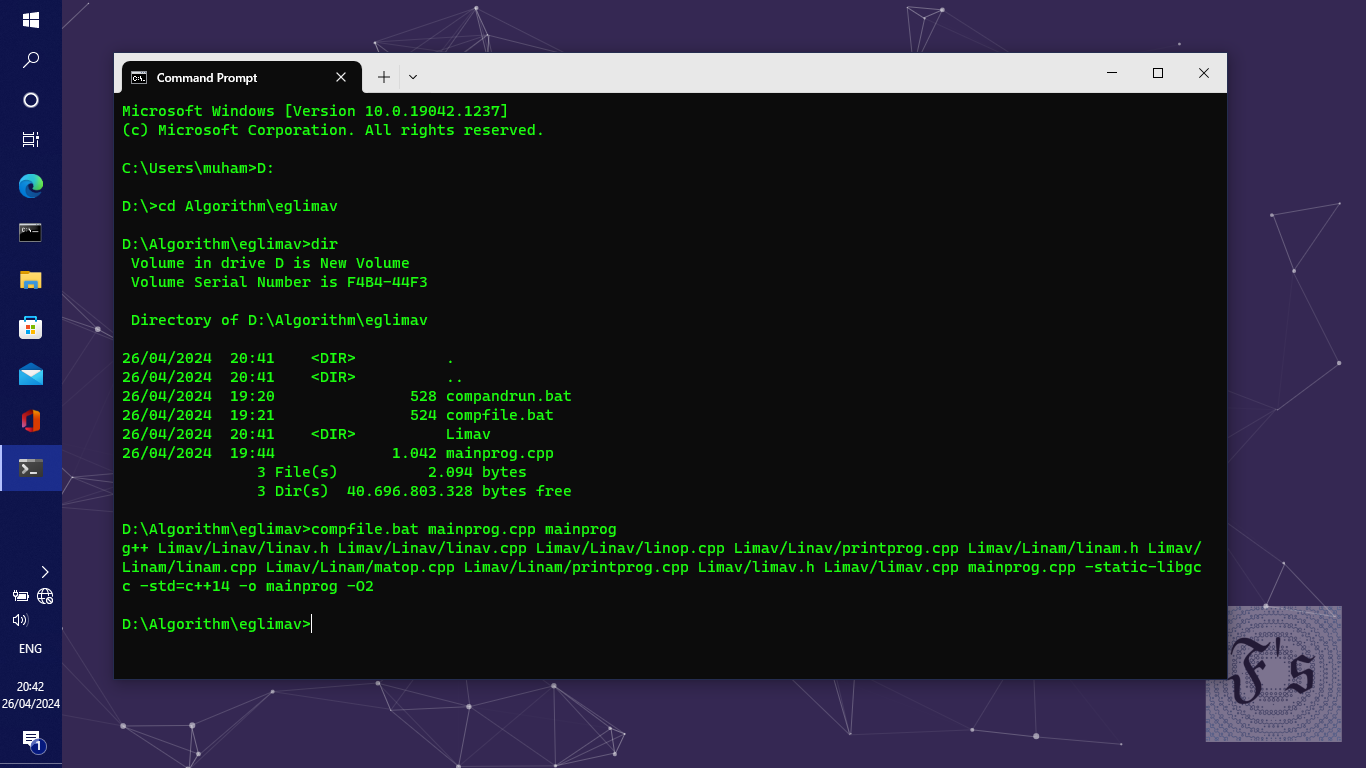 Command Prompt
Microsoft Windows [Version 10.0.19042.1237]
(c) Microsoft Corporation. All rights reserved.
C:\Users\muham>D:
D:\>cd Algorithm\eglimav
D:\Algorithm\eglimav>dir
 Volume in drive D is New Volume
 Volume Serial Number is F4B4-44F3
 Directory of D:\Algorithm\eglimav
26/04/2024  20:41    <DIR>          .
26/04/2024  20:41    <DIR>          ..
26/04/2024  19:20               528 compandrun.bat
26/04/2024  19:21               524 compfile.bat
26/04/2024  20:41    <DIR>          Limav
26/04/2024  19:44             1.042 mainprog.cpp
               3 File(s)          2.094 bytes
               3 Dir(s)  40.696.803.328 bytes free
D:\Algorithm\eglimav>compfile.bat mainprog.cpp mainprog
g++ Limav/Linav/linav.h Limav/Linav/linav.cpp Limav/Linav/linop.cpp Limav/Linav/printprog.cpp Limav/Linam/linam.h Limav/
Linam/linam.cpp Limav/Linam/matop.cpp Limav/Linam/printprog.cpp Limav/limav.h Limav/limav.cpp mainprog.cpp -static-libgc
c -std=c++14 -o mainprog -O2
D:\Algorithm\eglimav>
ENG
20:42
26/04/2024
1
F's